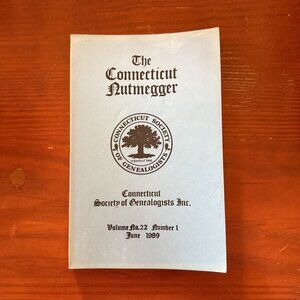 The
Connecticut
Nutmegger
CONNECTICUT SOCIETY
OF GENEALOGISTS
Connecticut
Society of Genealogists Inc.
Volume No. 22 Number 1
June 1989